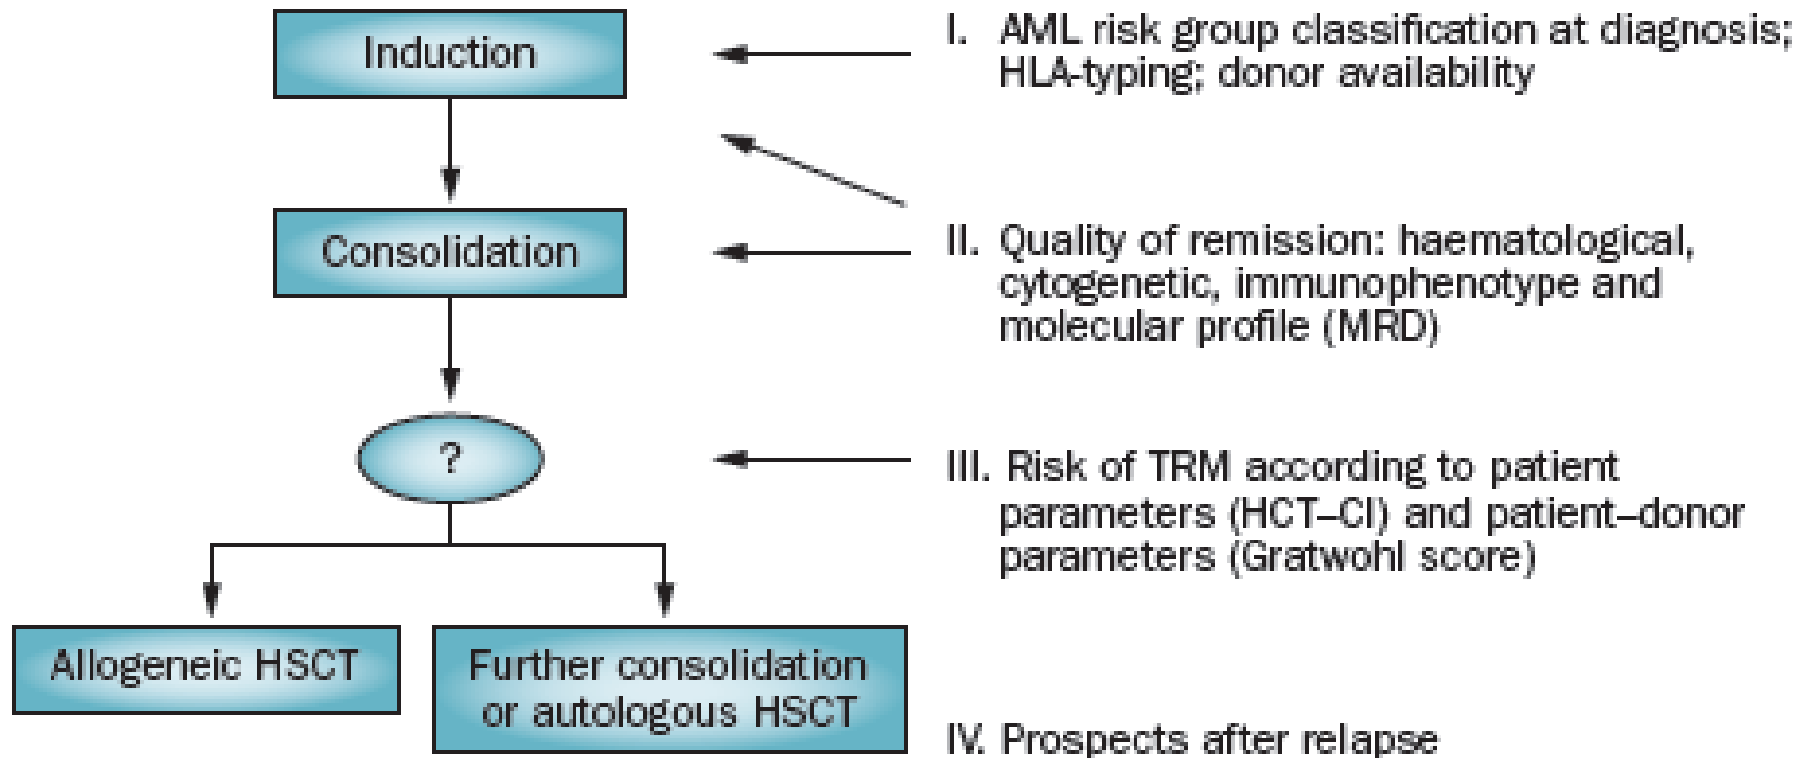 Induction
I. AML risk group classification at diagnosis;
HLA-typing; donor availability
Consolidation
II. Quality of remission: haematological,
cytogenetic, immunophenotype and
molecular profile (MRD)
?
III. Risk of TRM according to patient
parameters (HCT–CI) and patient–donor
parameters (Gratwohl score)
Allogeneic HSCT
Further consolidation
or autologous HSCT
IV. Prospects after relapse